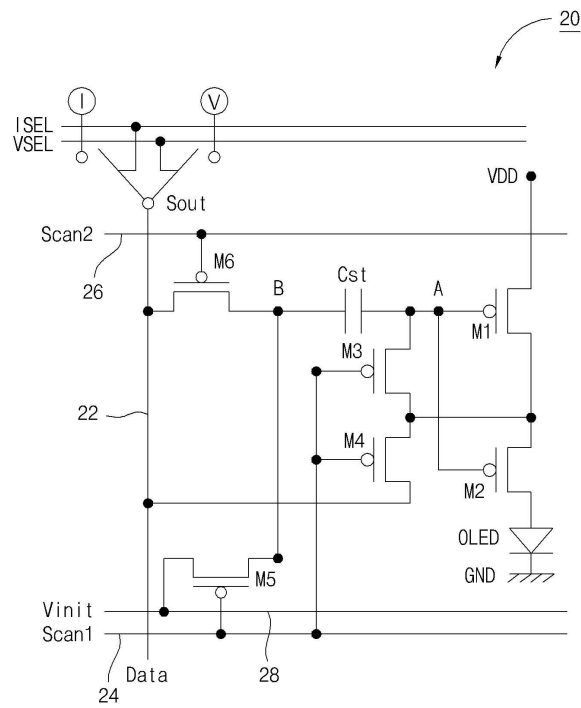 20
I
V
ISEL
VSEL
Sout
VDD
Scan2
26
M6
B
Cst
A
M1
M3
22
M4
M2
OLED
GND
M5
Vinit
Scan1
24
Data
28